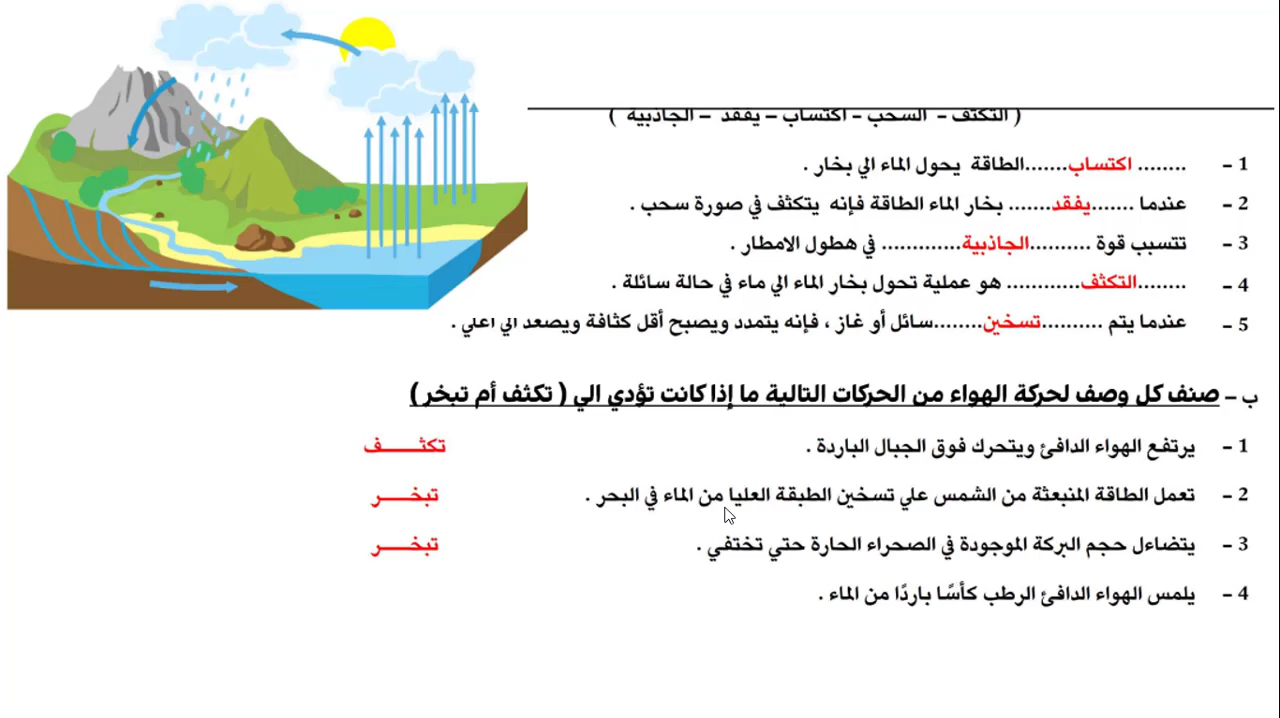 ( التكثف - السحب - اكتساب - يفقد - الجاذبية )
1 - ........ اكتساب.......الطاقة يحول الماء الي بخار .
2 - عندما .......يفقد....... بخار الماء الطاقة فإنه يتكثف في صورة سحب .
3 - تتسبب قوة ..........الجاذبية............. في هطول الامطار .
4 - ........التكثف............ هو عملية تحول بخار الماء الي ماء في حالة سائلة .
5 - عندما يتم ..........تسخين........سائل أو غاز ، فإنه يتمدد ويصبح أقل كثافة ويصعد الي اعلي .
ب - صنف كل وصف لحركة الهواء من الحركات التالية ما إذا كانت تؤدي الي ( تكثف أم تبخر )
1 - يرتفع الهواء الدافئ ويتحرك فوق الجبال الباردة . تكثـــــف
2 - تعمل الطاقة المنبعثة من الشمس علي تسخين الطبقة العليا من الماء في البحر . تبخـــر
3 - يتضاءل حجم البركة الموجودة في الصحراء الحارة حتي تختفي . تبخـــر
4 - يلمس الهواء الدافئ الرطب كأسًا باردًا من الماء .